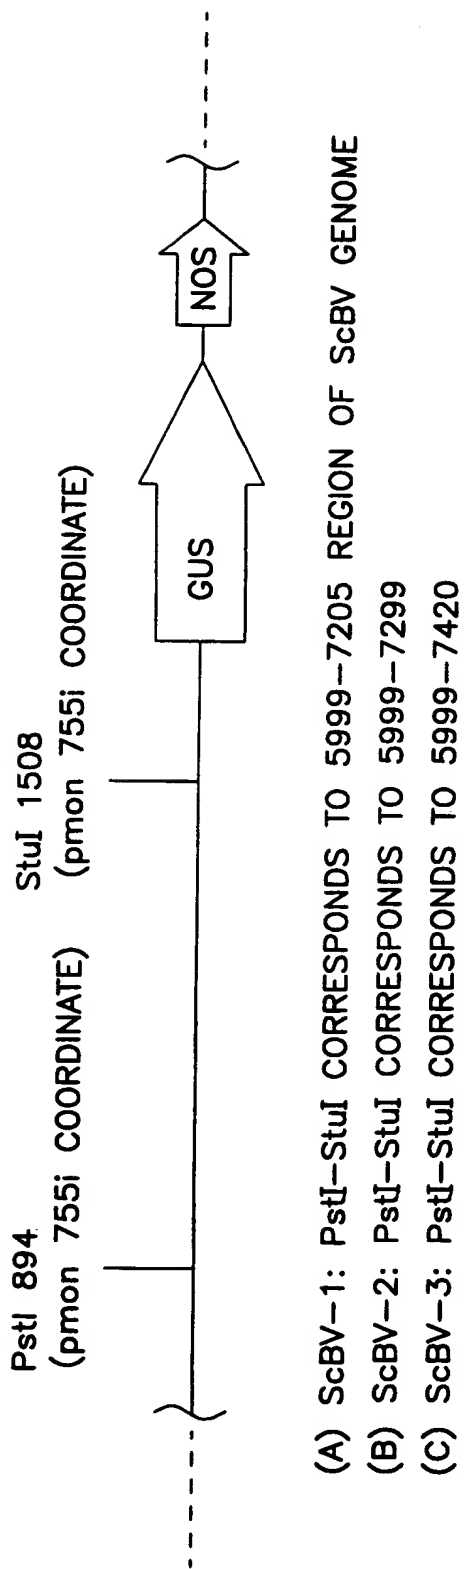 PstI 894
(pmon 755i COORDINATE)
StuI 1508
(pmon 755i COORDINATE)
GUS
NOS
(A) ScBV-1: PstI-StuI CORRESPONDS TO 5999-7205 REGION OF ScBV GENOME
(B) ScBV-2: PstI-StuI CORRESPONDS TO 5999-7299
(C) ScBV-3: PstI-StuI CORRESPONDS TO 5999-7420